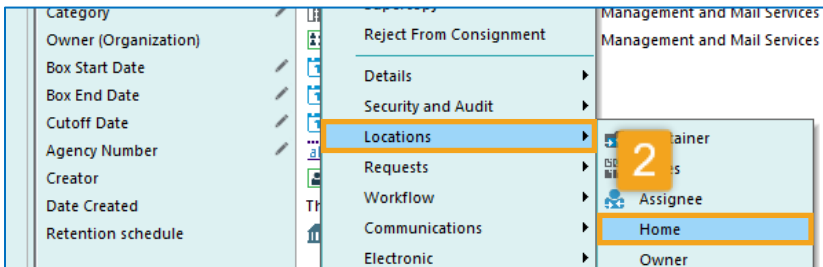 Category
Owner (Organization)
Box Start Date
Box End Date
Cutoff Date
Agency Number
Creator
Date Created
Retention schedule
Th
Supercopy
Reject From Consignment
Details
Security and Audit
Locations
Requests
Workflow
Communications
Electronic
Management and Mail Services
Management and Mail Services
2
Assignee
Home
Owner